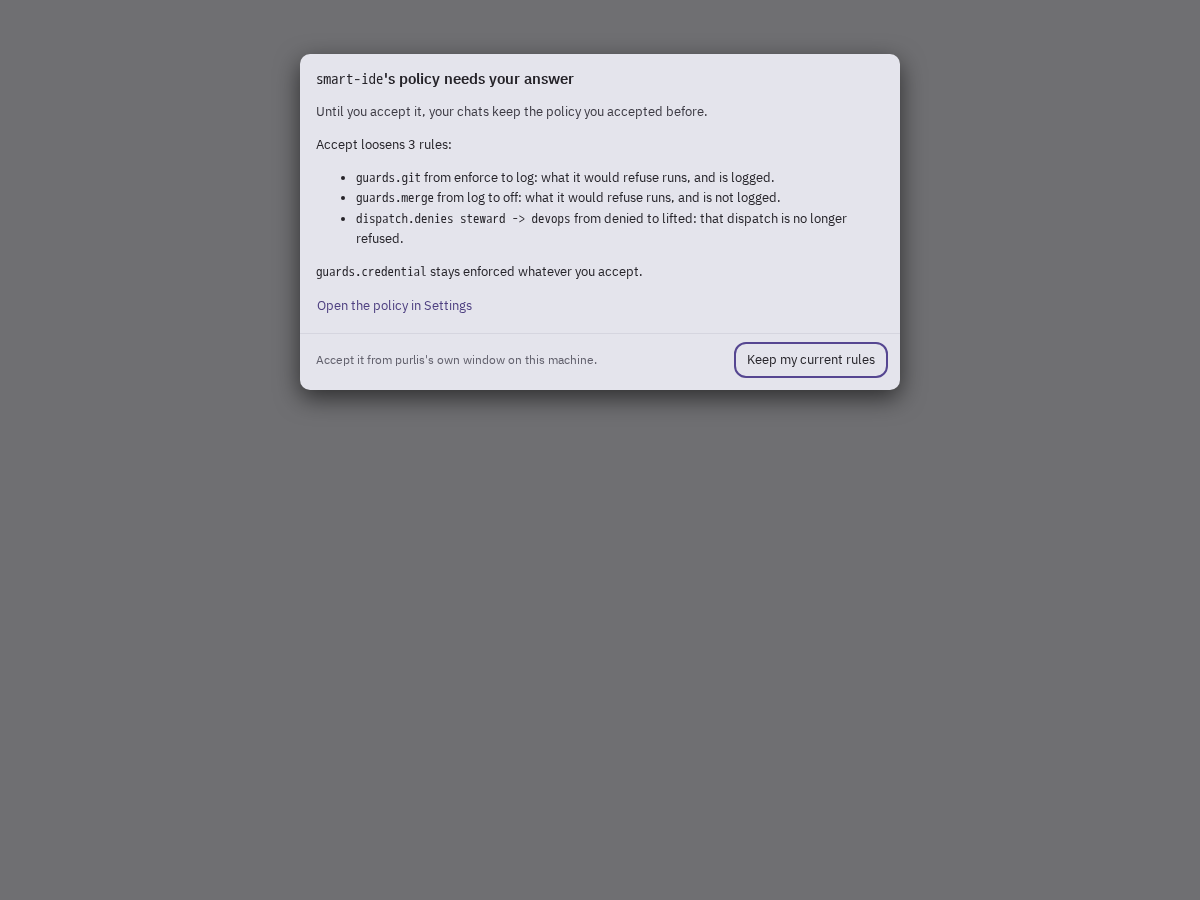 smart-ide's policy needs your answer
Until you accept it, your chats keep the policy you accepted before.
Accept loosens 3 rules:
• guards.git from enforce to log: what it would refuse runs, and is logged.
• guards.merge from log to off: what it would refuse runs, and is not logged.
• dispatch.denies steward -> devops from denied to lifted: that dispatch is no longer
refused.
guards.credential stays enforced whatever you accept.
Open the policy in Settings
Accept it from purlis's own window on this machine.
Keep my current rules